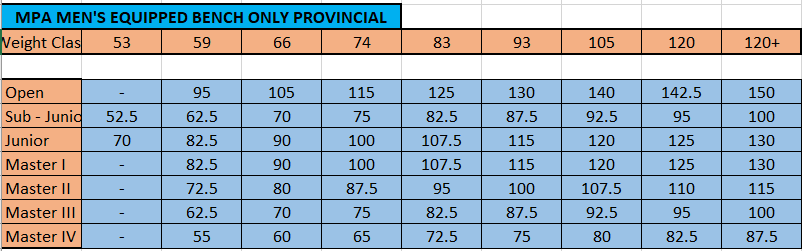 MPA MEN'S EQUIPPED BENCH ONLY PROVINCIAL
Weight Clas 53 59 66 74 83 93 105 120 120+
Open - 95 105 115 125 130 140 142.5 150
Sub - Junio 52.5 62.5 70 75 82.5 87.5 92.5 95 100
Junior 70 82.5 90 100 107.5 115 120 125 130
Master I - 82.5 90 100 107.5 115 120 125 130
Master II - 72.5 80 87.5 95 100 107.5 110 115
Master III - 62.5 70 75 82.5 87.5 92.5 95 100
Master IV - 55 60 65 72.5 75 80 82.5 87.5